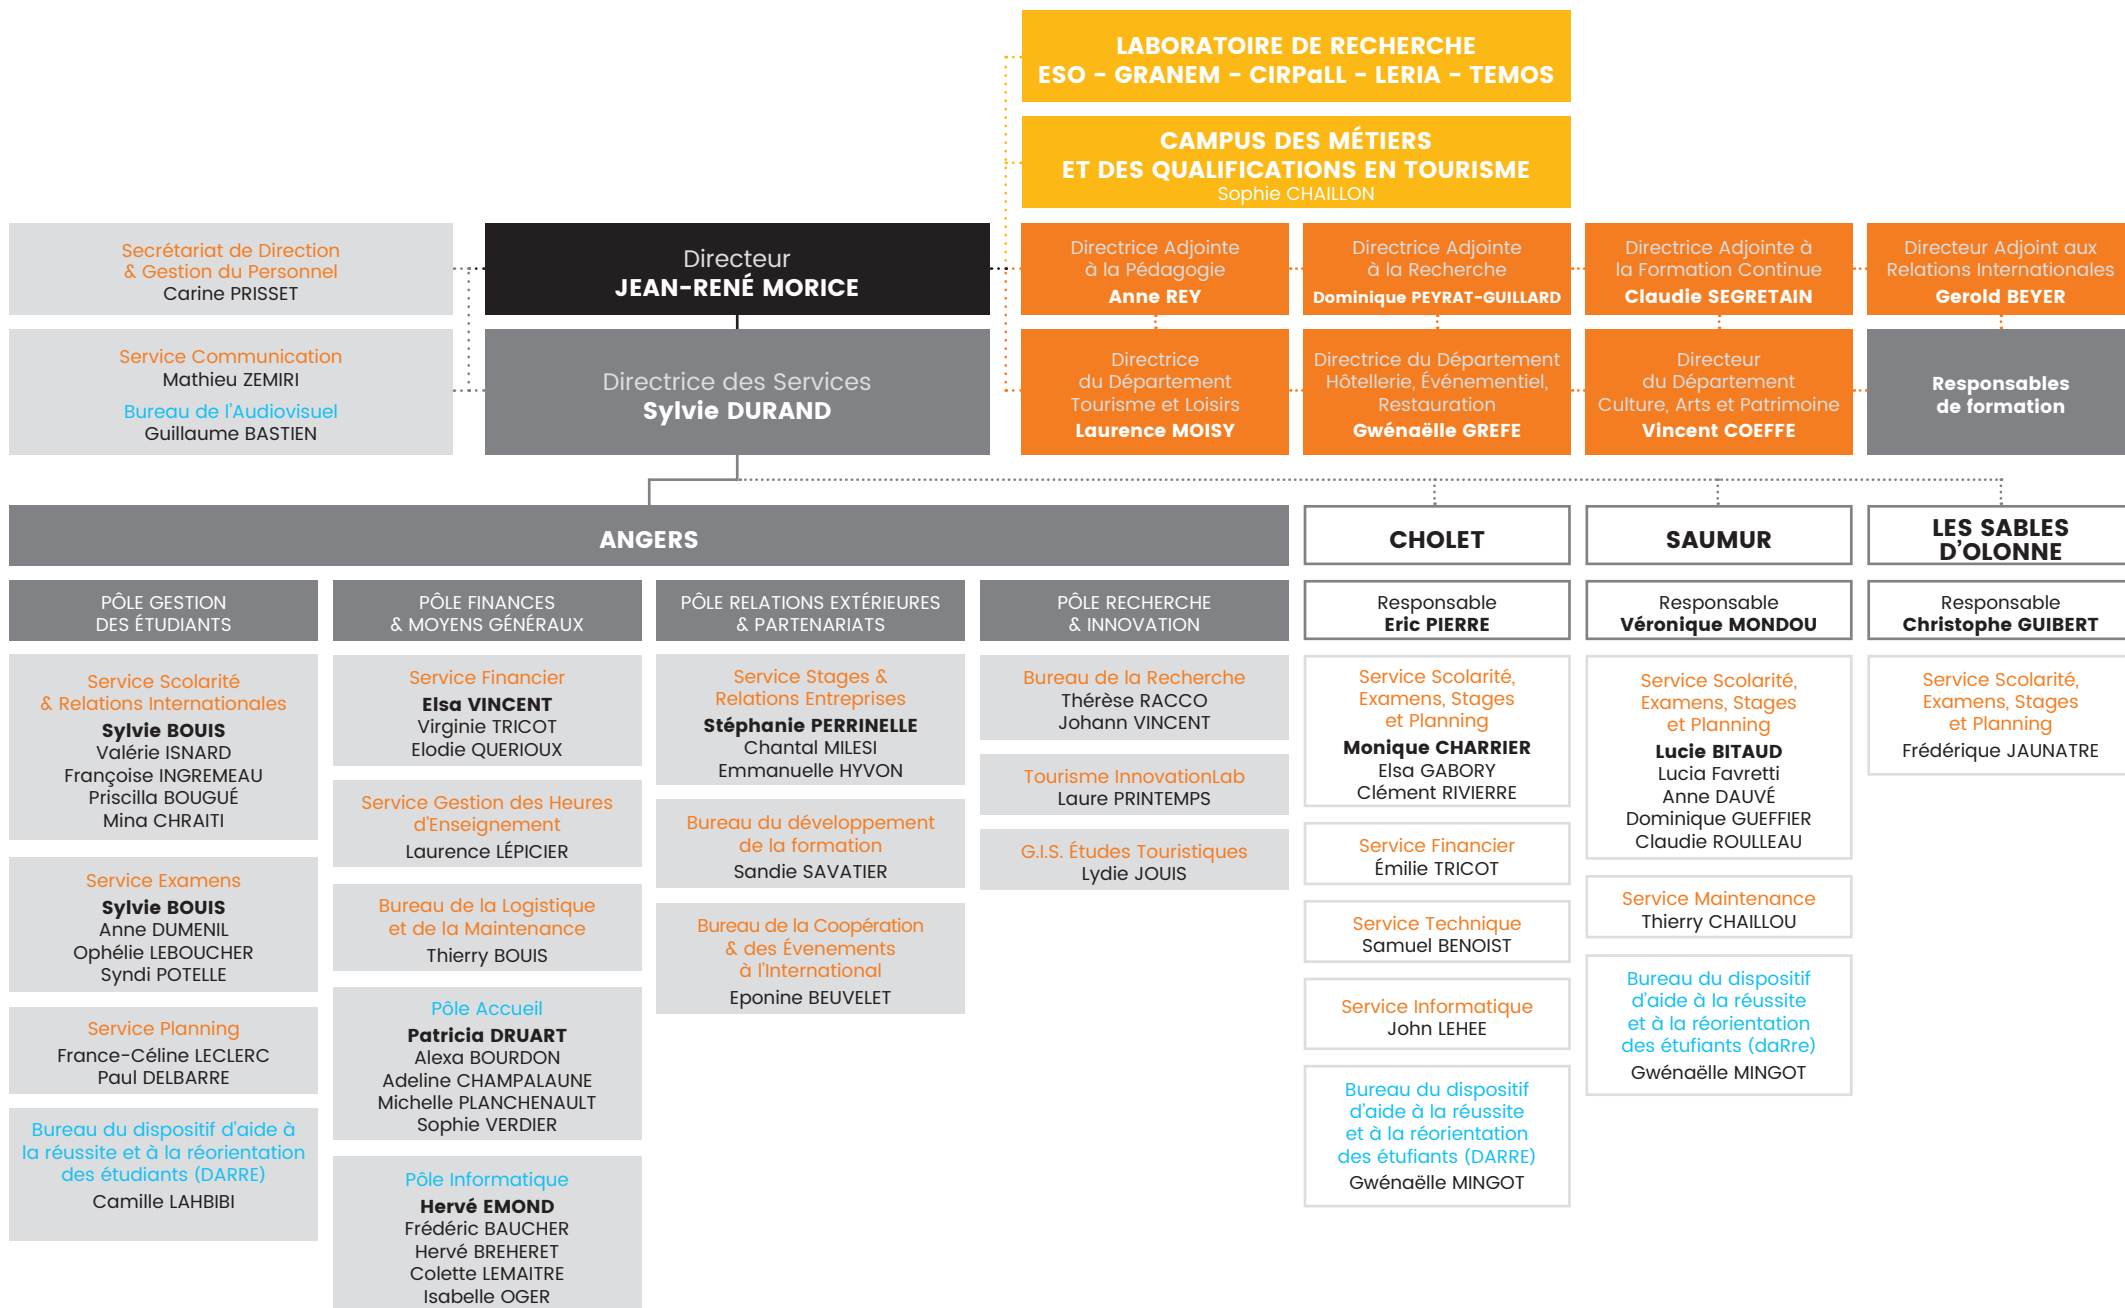 LABORATOIRE DE RECHERCHE
ESO - GRANEM - CIRPaLL - LERIA - TEMOS
CAMPUS DES MÉTIERS
ET DES QUALIFICATIONS EN TOURISME
Sophie CHAILLON
Secrétariat de Direction
& Gestion du Personnel
Carine PRISSET
Service Communication
Mathieu ZEMIRI
Bureau de l'Audiovisuel
Guillaume BASTIEN
Directeur
JEAN-RENÉ MORICE
Directrice des Services
Sylvie DURAND
Directrice Adjointe
à la Pédagogie
Anne REY
Directrice Adjointe
à la Recherche
Dominique PEYRAT-GUILLARD
Directrice Adjointe à
la Formation Continue
Claudie SEGRETAIN
Directeur Adjoint aux
Relations Internationales
Gerold BEYER
Directrice
du Département
Tourisme et Loisirs
Laurence MOISY
Directrice du Département
Hôtellerie, Événementiel,
Restauration
Gwénaëlle GREFE
Directeur
du Département
Culture, Arts et Patrimoine
Vincent COEFFE
Responsables
de formation
ANGERS
PÔLE GESTION
DES ÉTUDIANTS
Service Scolarité
& Relations Internationales
Sylvie BOUIS
Valérie ISNARD
Françoise INGREMEAU
Priscilla BOUGUÉ
Mina CHRAITI
Service Examens
Sylvie BOUIS
Anne DUMENIL
Ophélie LEBOUCHER
Syndi POTELLE
Service Planning
France-Céline LECLERC
Paul DELBARRE
Bureau du dispositif d'aide à
la réussite et à la réorientation
des étudiants (DARRE)
Camille LAHBIBI
PÔLE FINANCES
& MOYENS GÉNÉRAUX
Service Financier
Elsa VINCENT
Virginie TRICOT
Elodie QUERIOUX
Service Gestion des Heures
d'Enseignement
Laurence LÉPICIER
Bureau de la Logistique
et de la Maintenance
Thierry BOUIS
Pôle Accueil
Patricia DRUART
Alexa BOURDON
Adeline CHAMPALAUNE
Michelle PLANCHENAULT
Sophie VERDIER
Pôle Informatique
Hervé EMOND
Frédéric BAUCHER
Hervé BREHERET
Colette LEMAITRE
Isabelle OGER
PÔLE RELATIONS EXTÉRIEURES
& PARTENARIATS
Service Stages &
Relations Entreprises
Stéphanie PERRINELLE
Chantal MILESI
Emmanuelle HYVON
Bureau du développement
de la formation
Sandie SAVATIER
Bureau de la Coopération
& des Évenements
à l'International
Eponine BEUVELET
PÔLE RECHERCHE
& INNOVATION
Bureau de la Recherche
Thérèse RACCO
Johann VINCENT
Tourisme InnovationLab
Laure PRINTEMPS
G.I.S. Études Touristiques
Lydie JOUIS
CHOLET
Responsable
Eric PIERRE
Service Scolarité,
Examens, Stages
et Planning
Monique CHARRIER
Elsa GABORY
Clément RIVIERRE
Service Financier
Émilie TRICOT
Service Technique
Samuel BENOIST
Service Informatique
John LEHEE
Bureau du dispositif
d'aide à la réussite
et à la réorientation
des étufiants (DARRE)
Gwénaëlle MINGOT
SAUMUR
Responsable
Véronique MONDOU
Service Scolarité,
Examens, Stages
et Planning
Lucie BITAUD
Lucia Favretti
Anne DAUVÉ
Dominique GUEFFIER
Claudie ROULLEAU
Service Maintenance
Thierry CHAILLOU
Bureau du dispositif
d'aide à la réussite
et à la réorientation
des étufiants (daRre)
Gwénaëlle MINGOT
LES SABLES
D'OLONNE
Responsable
Christophe GUIBERT
Service Scolarité,
Examens, Stages
et Planning
Frédérique JAUNATRE